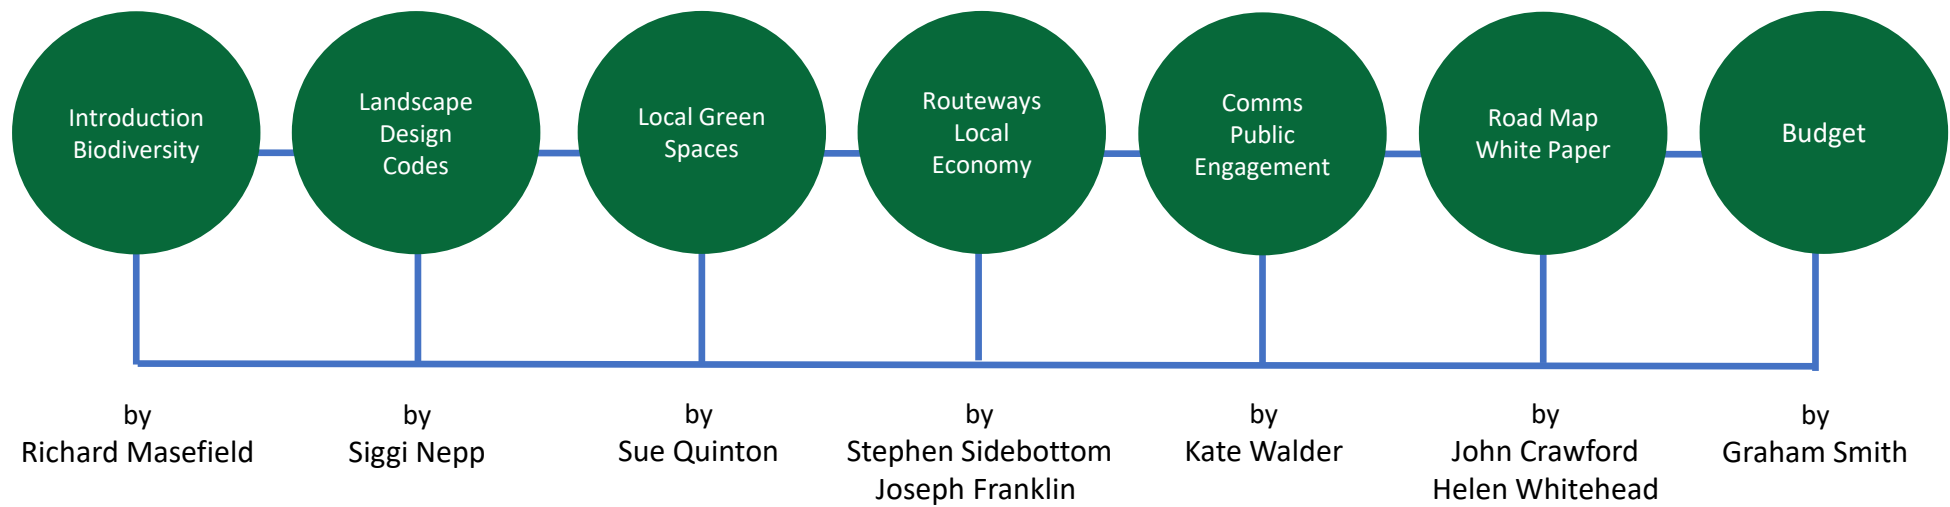 Introduction
Biodiversity
Landscape
Design
Codes
Local Green
Spaces
Routeways
Local
Economy
Comms
Public
Engagement
Road Map
White Paper
Budget
by
Richard Masefield
by
Siggi Nepp
by
Sue Quinton
by
Stephen Sidebottom
Joseph Franklin
by
Kate Walder
by
John Crawford
Helen Whitehead
by
Graham Smith